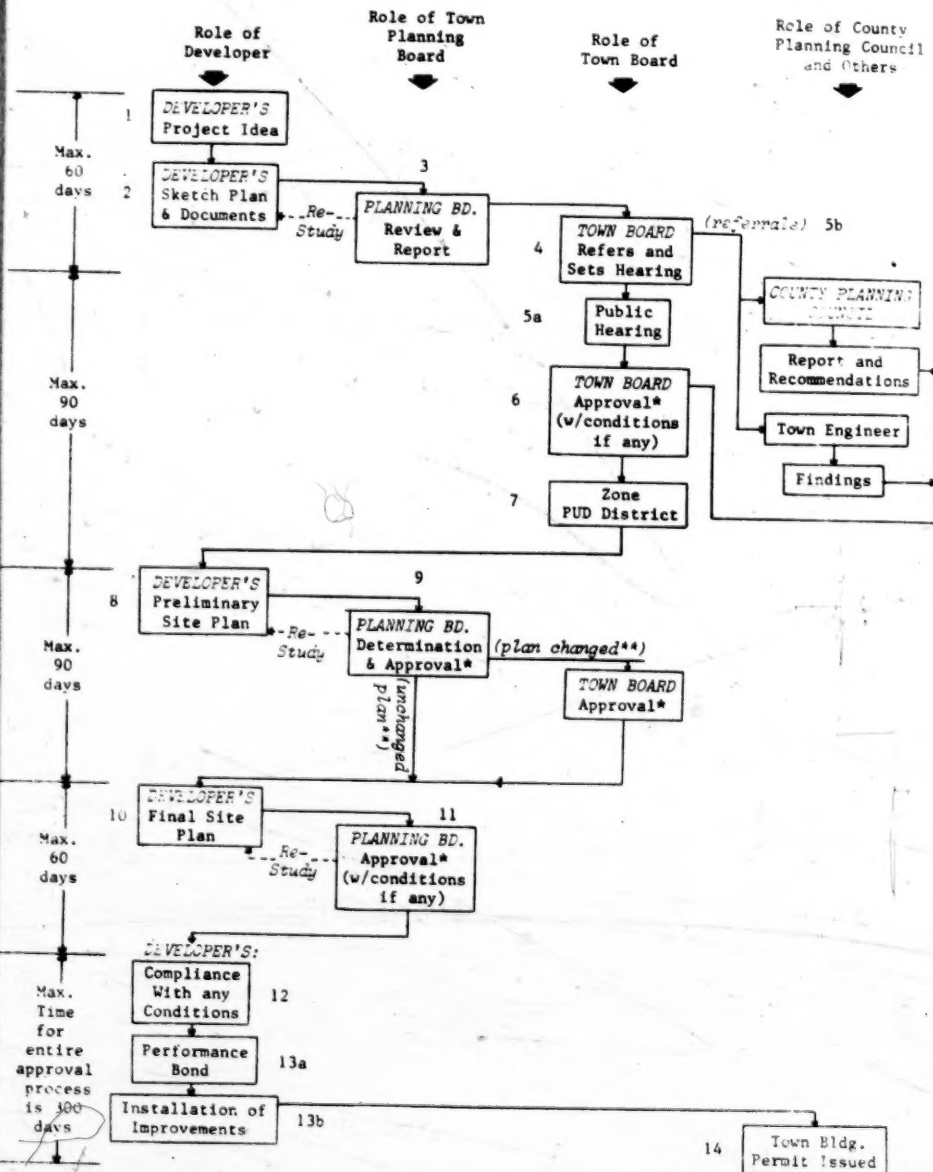 Role of
Developer
Role of Town
Planning
Board
Role of
Town Board
Role of County
Planning Council
and Others
Max.
60
days
1
DEVELOPER'S
Project Idea
2
DEVELOPER'S
Sketch Plan
& Documents
Re-
Study
3
PLANNING BD.
Review &
Report
4
TOWN BOARD
Refers and
Sets Hearing
(referrals) 5b
5a
Public
Hearing
COUNTY PLANNING
COUNCIL
Report and
Recommendations
Max.
90
days
6
TOWN BOARD
Approval*
(w/conditions
if any)
Town Engineer
Findings
7
Zone
PUD District
8
DEVELOPER'S
Preliminary
Site Plan
Re-
Study
9
PLANNING BD.
Determination
& Approval*
(plan changed**)
(unchanged
plan**)
TOWN BOARD
Approval*
Max.
90
days
10
DEVELOPER'S
Final Site
Plan
Re-
Study
11
PLANNING BD.
Approval*
(w/conditions
if any)
Max.
60
days
DEVELOPER'S:
Compliance
With any
Conditions
12
Performance
Bond
13a
Installation of
Improvements
13b
14
Town Bldg.
Permit Issued
Max.
Time
for
entire
approval
process
is 300
days